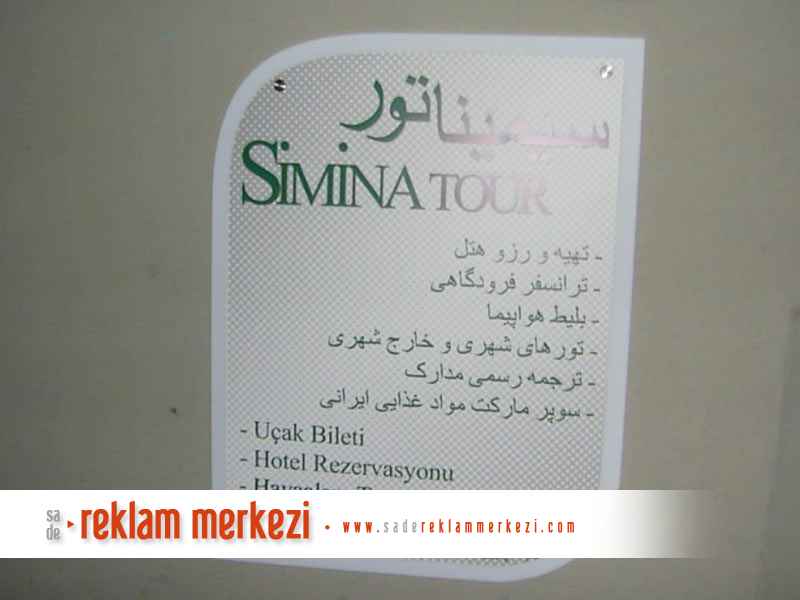 سیمیناتور
SIMINA TOUR
- تهیه و رزو هتل
- ترانسفر فرودگاهی
- بلیط هواپیما
- تورهای شهری و خارج شهری
- ترجمه رسمی مدارک
- سوپر مارکت مواد غذایی ایرانی
- Uçak Bileti
- Hotel Rezervasyonu
sade reklam merkezi • www.sadereklammerkezi.com